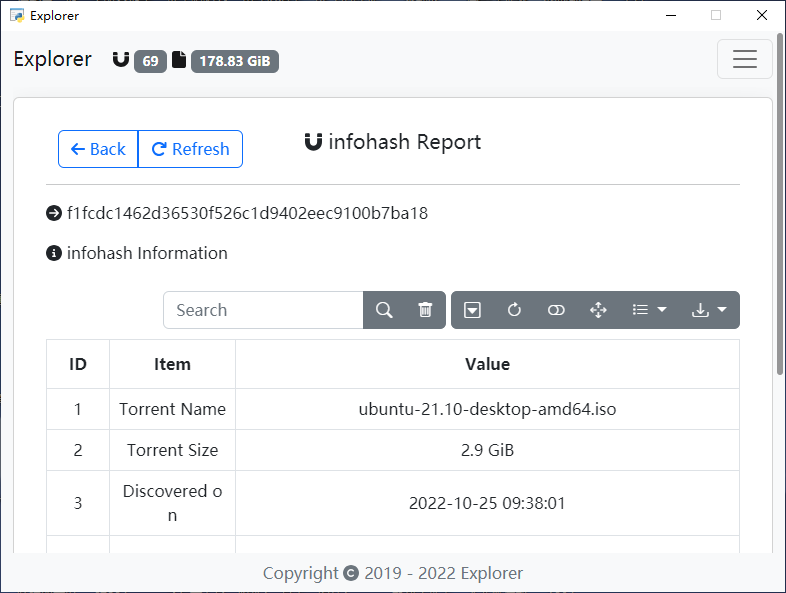 Explorer
Explorer 69 178.83 GiB
Back Refresh infohash Report
f1fcdc1462d36530f526c1d9402eec9100b7ba18
infohash Information
Search
ID Item Value
1 Torrent Name ubuntu-21.10-desktop-amd64.iso
2 Torrent Size 2.9 GiB
3 Discovered o
n 2022-10-25 09:38:01
Copyright © 2019 - 2022 Explorer